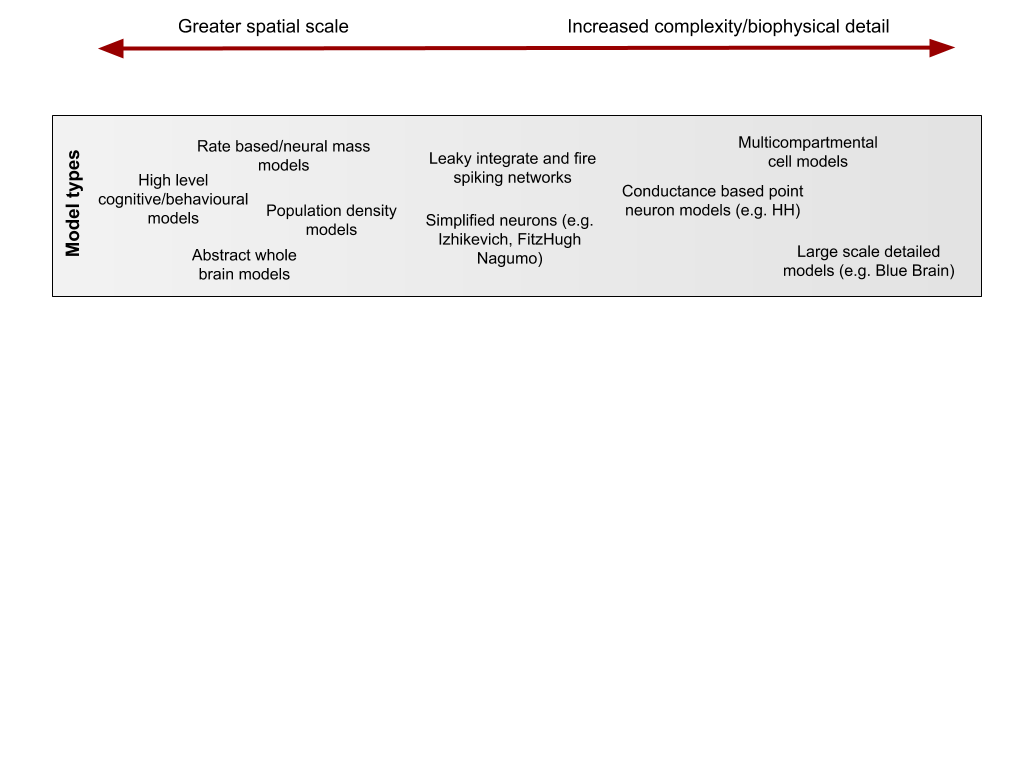 Greater spatial scale
Increased complexity/biophysical detail
Model types
Rate based/neural mass
models
High level
cognitive/behavioural
models
Population density
models
Abstract whole
brain models
Leaky integrate and fire
spiking networks
Simplified neurons (e.g.
Izhikevich, FitzHugh
Nagumo)
Multicompartmental
cell models
Conductance based point
neuron models (e.g. HH)
Large scale detailed
models (e.g. Blue Brain)